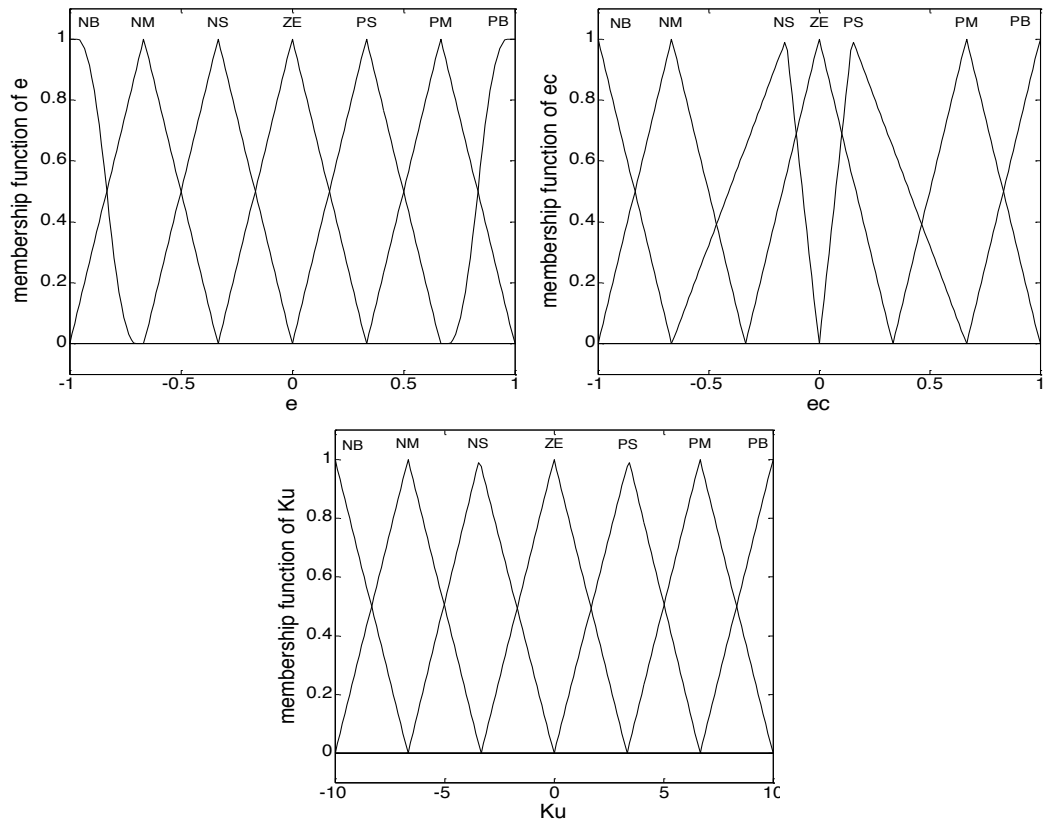 NB NM NS ZE PS PM PB
1
0.8
0.6
0.4
0.2
0
-1 -0.5 0 0.5 1
e
membership function of e
NB NM NS ZE PS PM PB
1
0.8
0.6
0.4
0.2
0
-1 -0.5 0 0.5 1
ec
membership function of ec
NB NM NS ZE PS PM PB
1
0.8
0.6
0.4
0.2
0
-10 -5 0 5 10
Ku
membership function of Ku